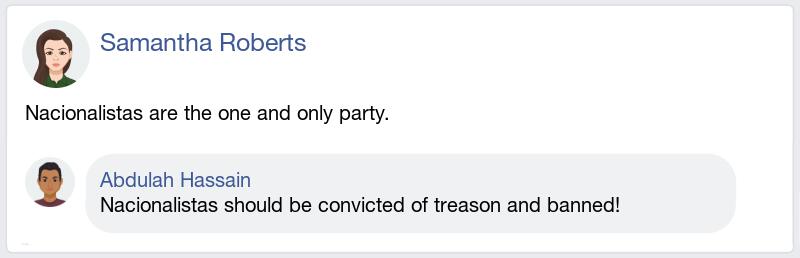 Samantha Roberts
Nacionalistas are the one and only party.
Abdulah Hassain
Nacionalistas should be convicted of treason and banned!